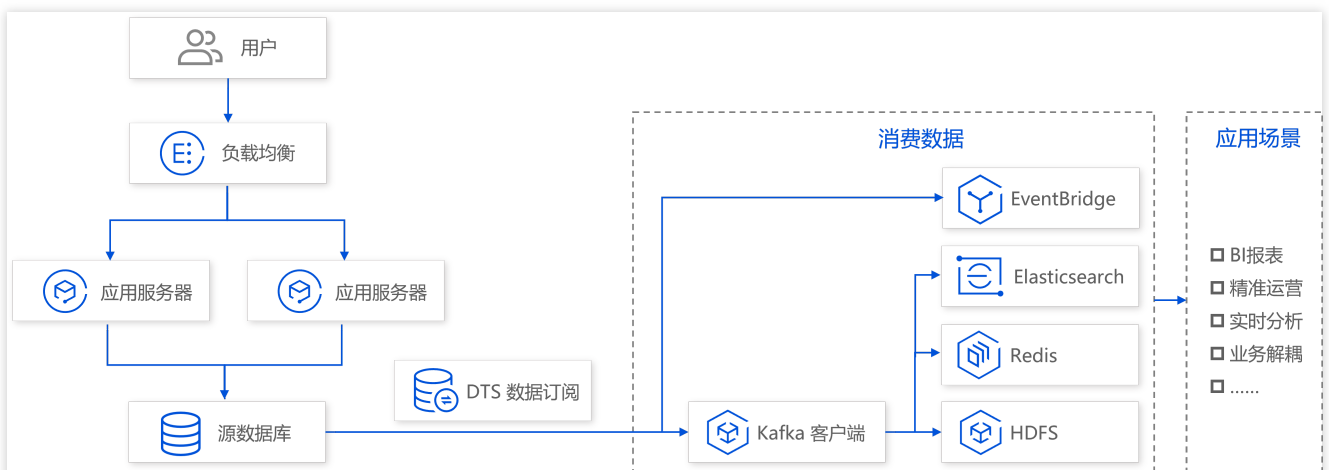 用户
负载均衡
应用服务器
应用服务器
源数据库
DTS 数据订阅
消费数据
EventBridge
Elasticsearch
Redis
Kafka 客户端
HDFS
应用场景
BI报表
精准运营
实时分析
业务解耦
......